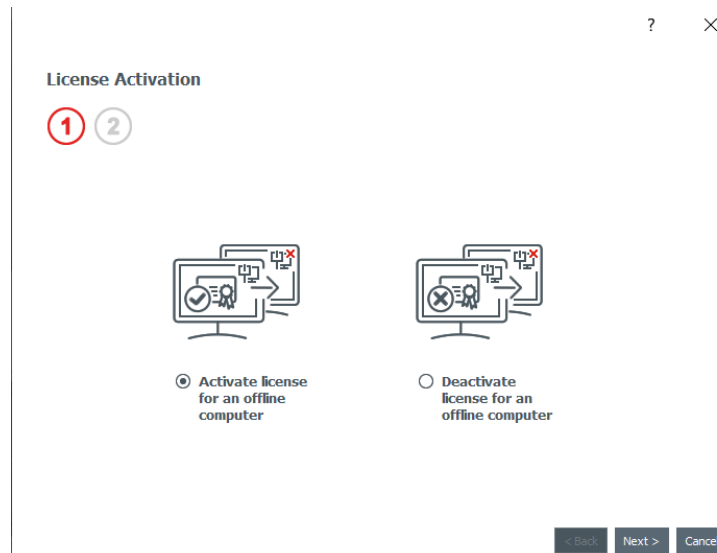 ?
License Activation
1 2
Activate license
for an offline
computer
Deactivate
license for an
offline computer
< Back Next > Cance